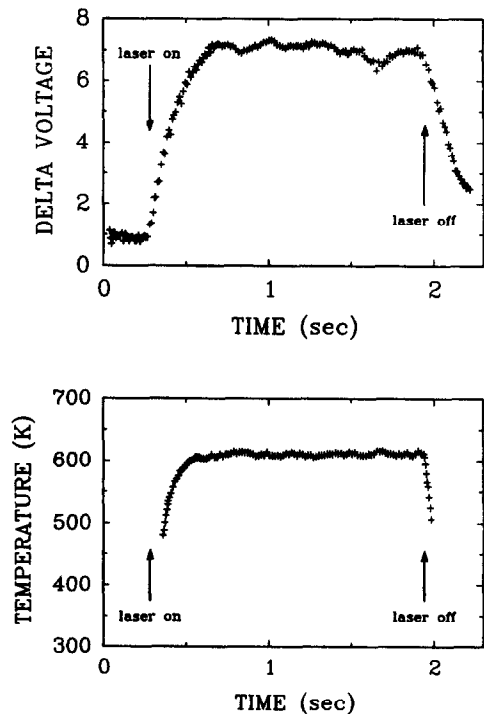 8
laser on
6
DELTA VOLTAGE
4
2
laser off
0
0 1 2
TIME (sec)
700
600
TEMPERATURE (K)
500
400
laser on laser off
300
0 1 2
TIME (sec)